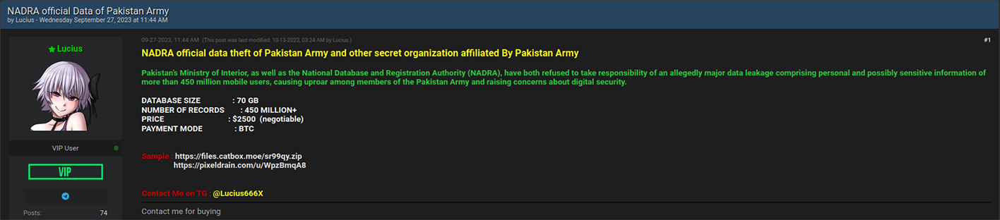 NADRA official Data of Pakistan Army
by Lucius - Wednesday September 27, 2023 at 11:44 AM
09-27-2023, 11:44 AM (This post was last modified: 10-13-2023, 03:24 AM by Lucius.)
#1
Lucius
VIP User
VIP
Posts: 74
NADRA official data theft of Pakistan Army and other secret organization affiliated By Pakistan Army
Pakistan's Ministry of Interior, as well as the National Database and Registration Authority (NADRA), have both refused to take responsibility of an allegedly major data leakage comprising personal and possibly sensitive information of
more than 450 million mobile users, causing uproar among members of the Pakistan Army and raising concerns about digital security.
DATABASE SIZE : 70 GB
NUMBER OF RECORDS : 450 MILLION+
PRICE : $2500 (negotiable)
PAYMENT MODE : BTC
Sample : https://files.catbox.moe/sr99qy.zip
https://pixeldrain.com/u/WpzBmqA8
Contact Me on TG : @Lucius666X
Contact me for buying